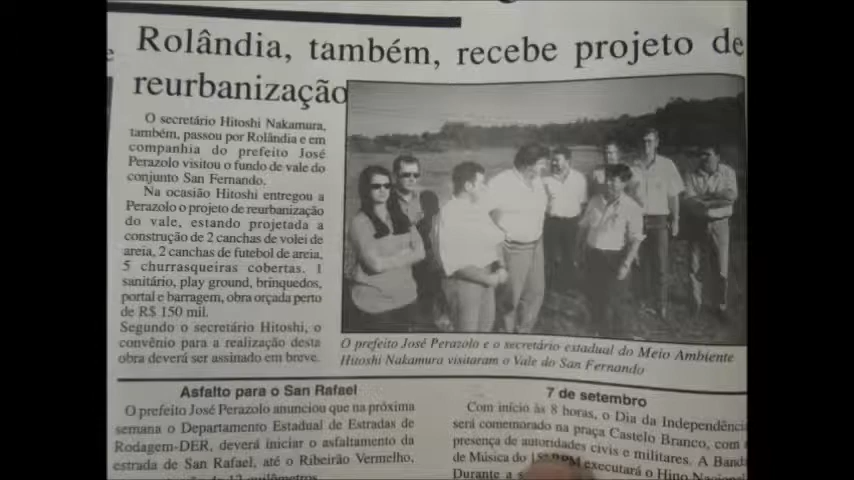 Rolândia, também, recebe projeto de
reurbanização
O secretário Hitoshi Nakamura,
também, passou por Rolândia e em
companhia do prefeito José
Perazolo visitou o fundo de vale do
conjunto San Fernando.
Na ocasião Hitoshi entregou a
Perazolo o projeto de reurbanização
do vale, estando projetada a
construção de 2 canchas de volei de
areia, 2 canchas de futebol de areia,
5 churrasqueiras cobertas. 1
sanitário, play ground, brinquedos,
portal e barragem, obra orçada perto
de R$ 150 mil.
Segundo o secretário Hitoshi, o
convênio para a realização desta
obra deverá ser assinado em breve.
O prefeito José Perazolo e o secretário estadual do Meio Ambiente
Hitoshi Nakamura visitaram o Vale do San Fernando
Asfalto para o San Rafael
O prefeito José Perazolo anunciou que na próxima
semana o Departamento Estadual de Estradas de
Rodagem-DER, deverá iniciar o asfaltamento da
estrada de San Rafael, até o Ribeirão Vermelho,
7 de setembro
Com início às 8 horas, o Dia da Independência
será comemorado na praça Castelo Branco, com a
presença de autoridades civis e militares. A Banda
de Música do executará o Hino Nacional
Durante a